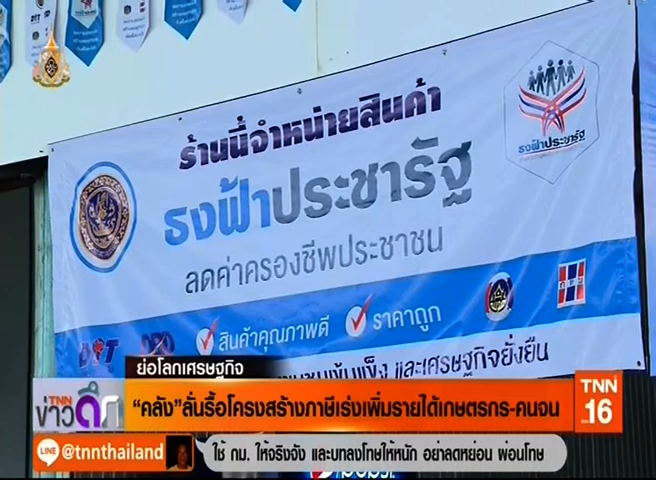 ร้านนี้จำหน่ายสินค้า
ธงฟ้าประชารัฐ
ธงฟ้าประชารัฐ
ลดค่าครองชีพประชาชน
DIT
สินค้าคุณภาพดี
ราคาถูก
และเศรษฐกิจยั่งยืน
ย่อโลกเศรษฐกิจ
TNN
ข่าวดึก
"คลัง"ลั่นรื้อโครงสร้างภาษีเร่งเพิ่มรายได้เกษตรกร-คนจน
TNN
16
LINE
@tnnthailand
ใช้ กม. ให้จริงจัง และบทลงโทษให้หนัก อย่าลดหย่อน ผ่อนโทษ